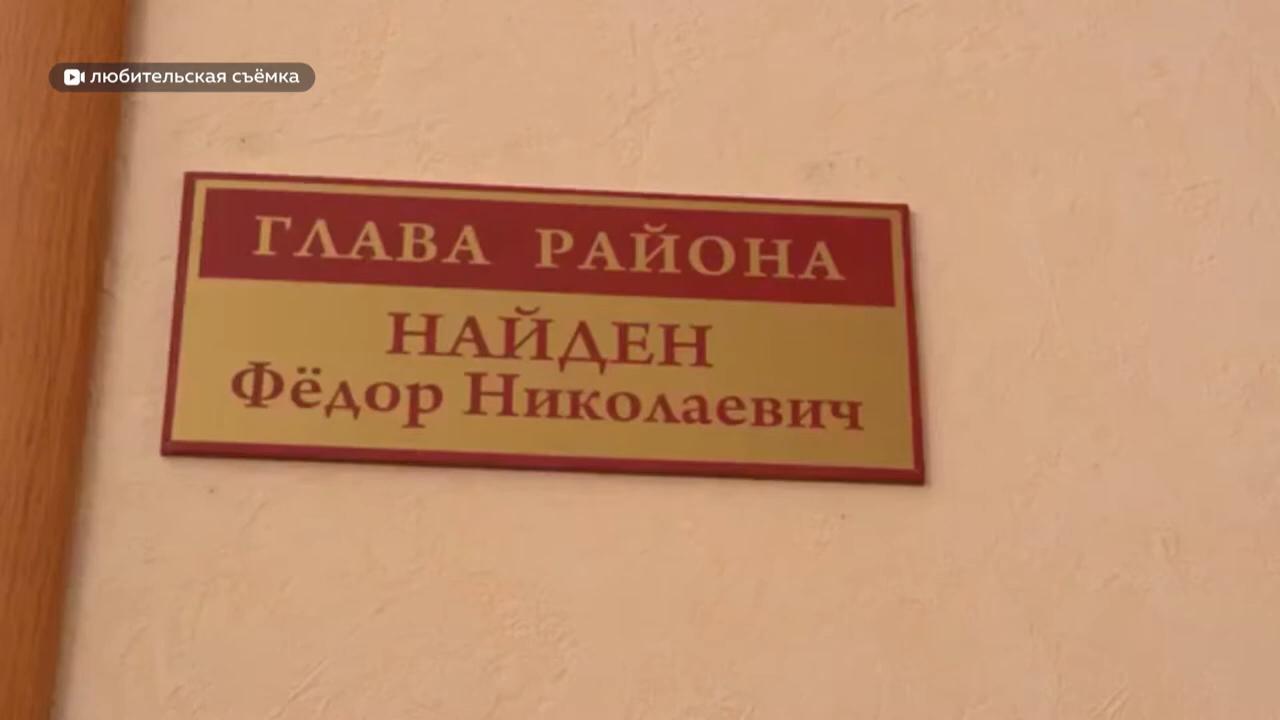 любительская съёмка
ГЛАВА РАЙОНА
НАЙДЕН
Фёдор Николаевич